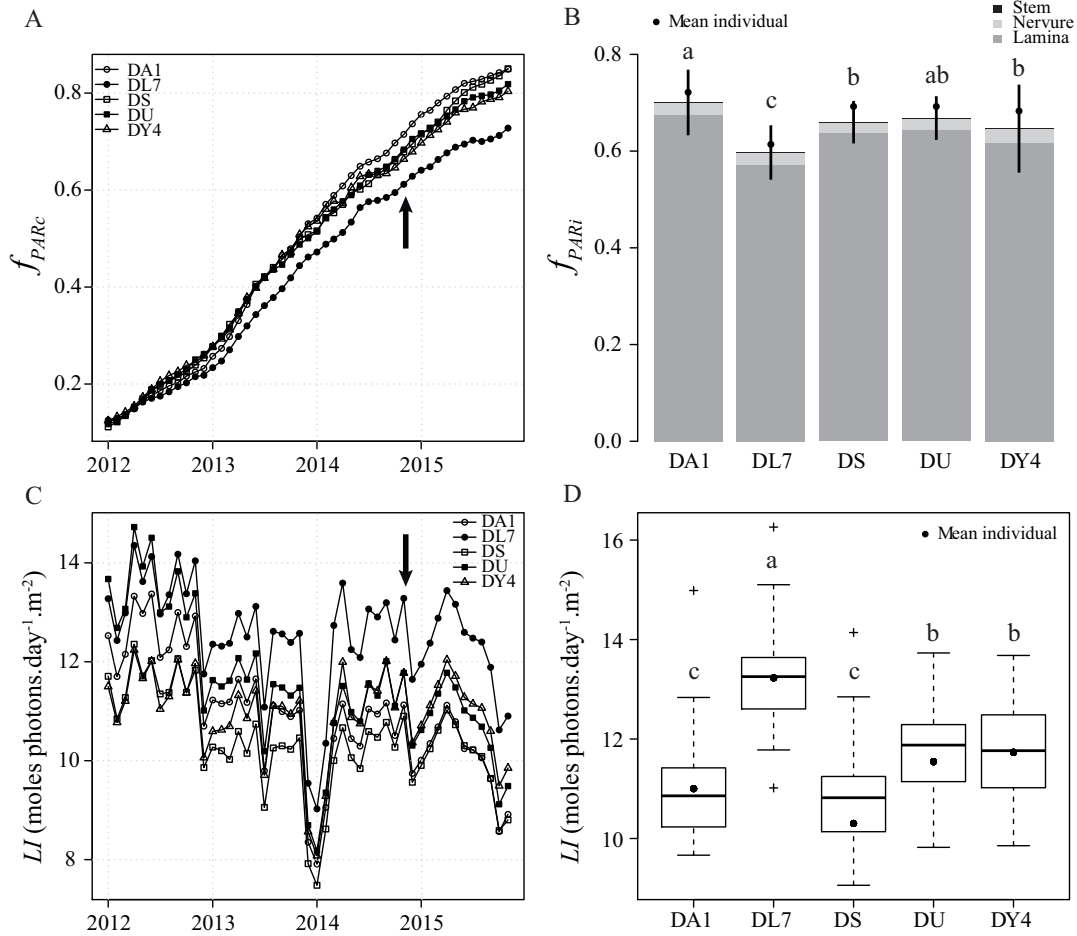 A
DA1
DL7
DS
DU
DY4
f_PARc
0.8
0.6
0.4
0.2
2012 2013 2014 2015
B
Mean individual
Stem
Nervure
Lamina
f_PARi
0.8
0.6
0.4
0.2
0.0
a
c
b
ab
b
DA1 DL7 DS DU DY4
C
DA1
DL7
DS
DU
DY4
LI (moles photons.day⁻¹.m⁻²)
14
12
10
8
2012 2013 2014 2015
D
Mean individual
LI (moles photons.day⁻¹.m⁻²)
16
14
12
10
c
a
c
b
b
DA1 DL7 DS DU DY4